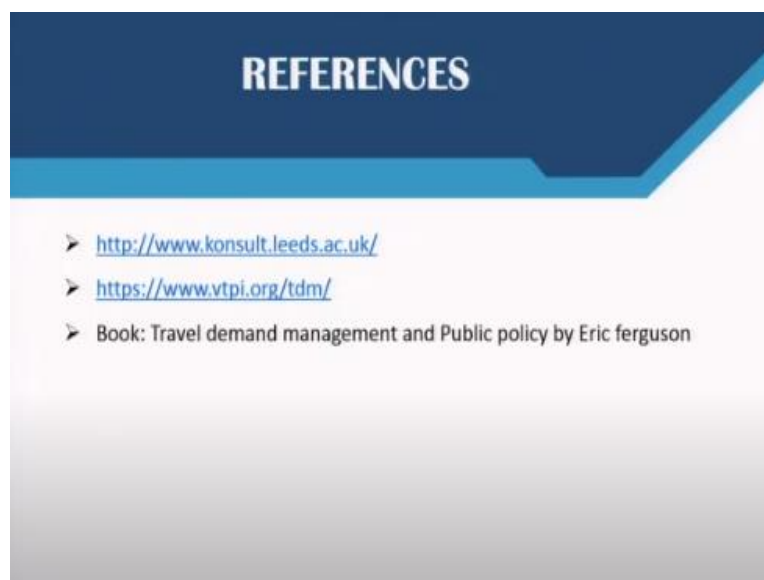 REFERENCES
http://www.konsult.leeds.ac.uk/
https://www.vtpi.org/tdm/
Book: Travel demand management and Public policy by Eric ferguson